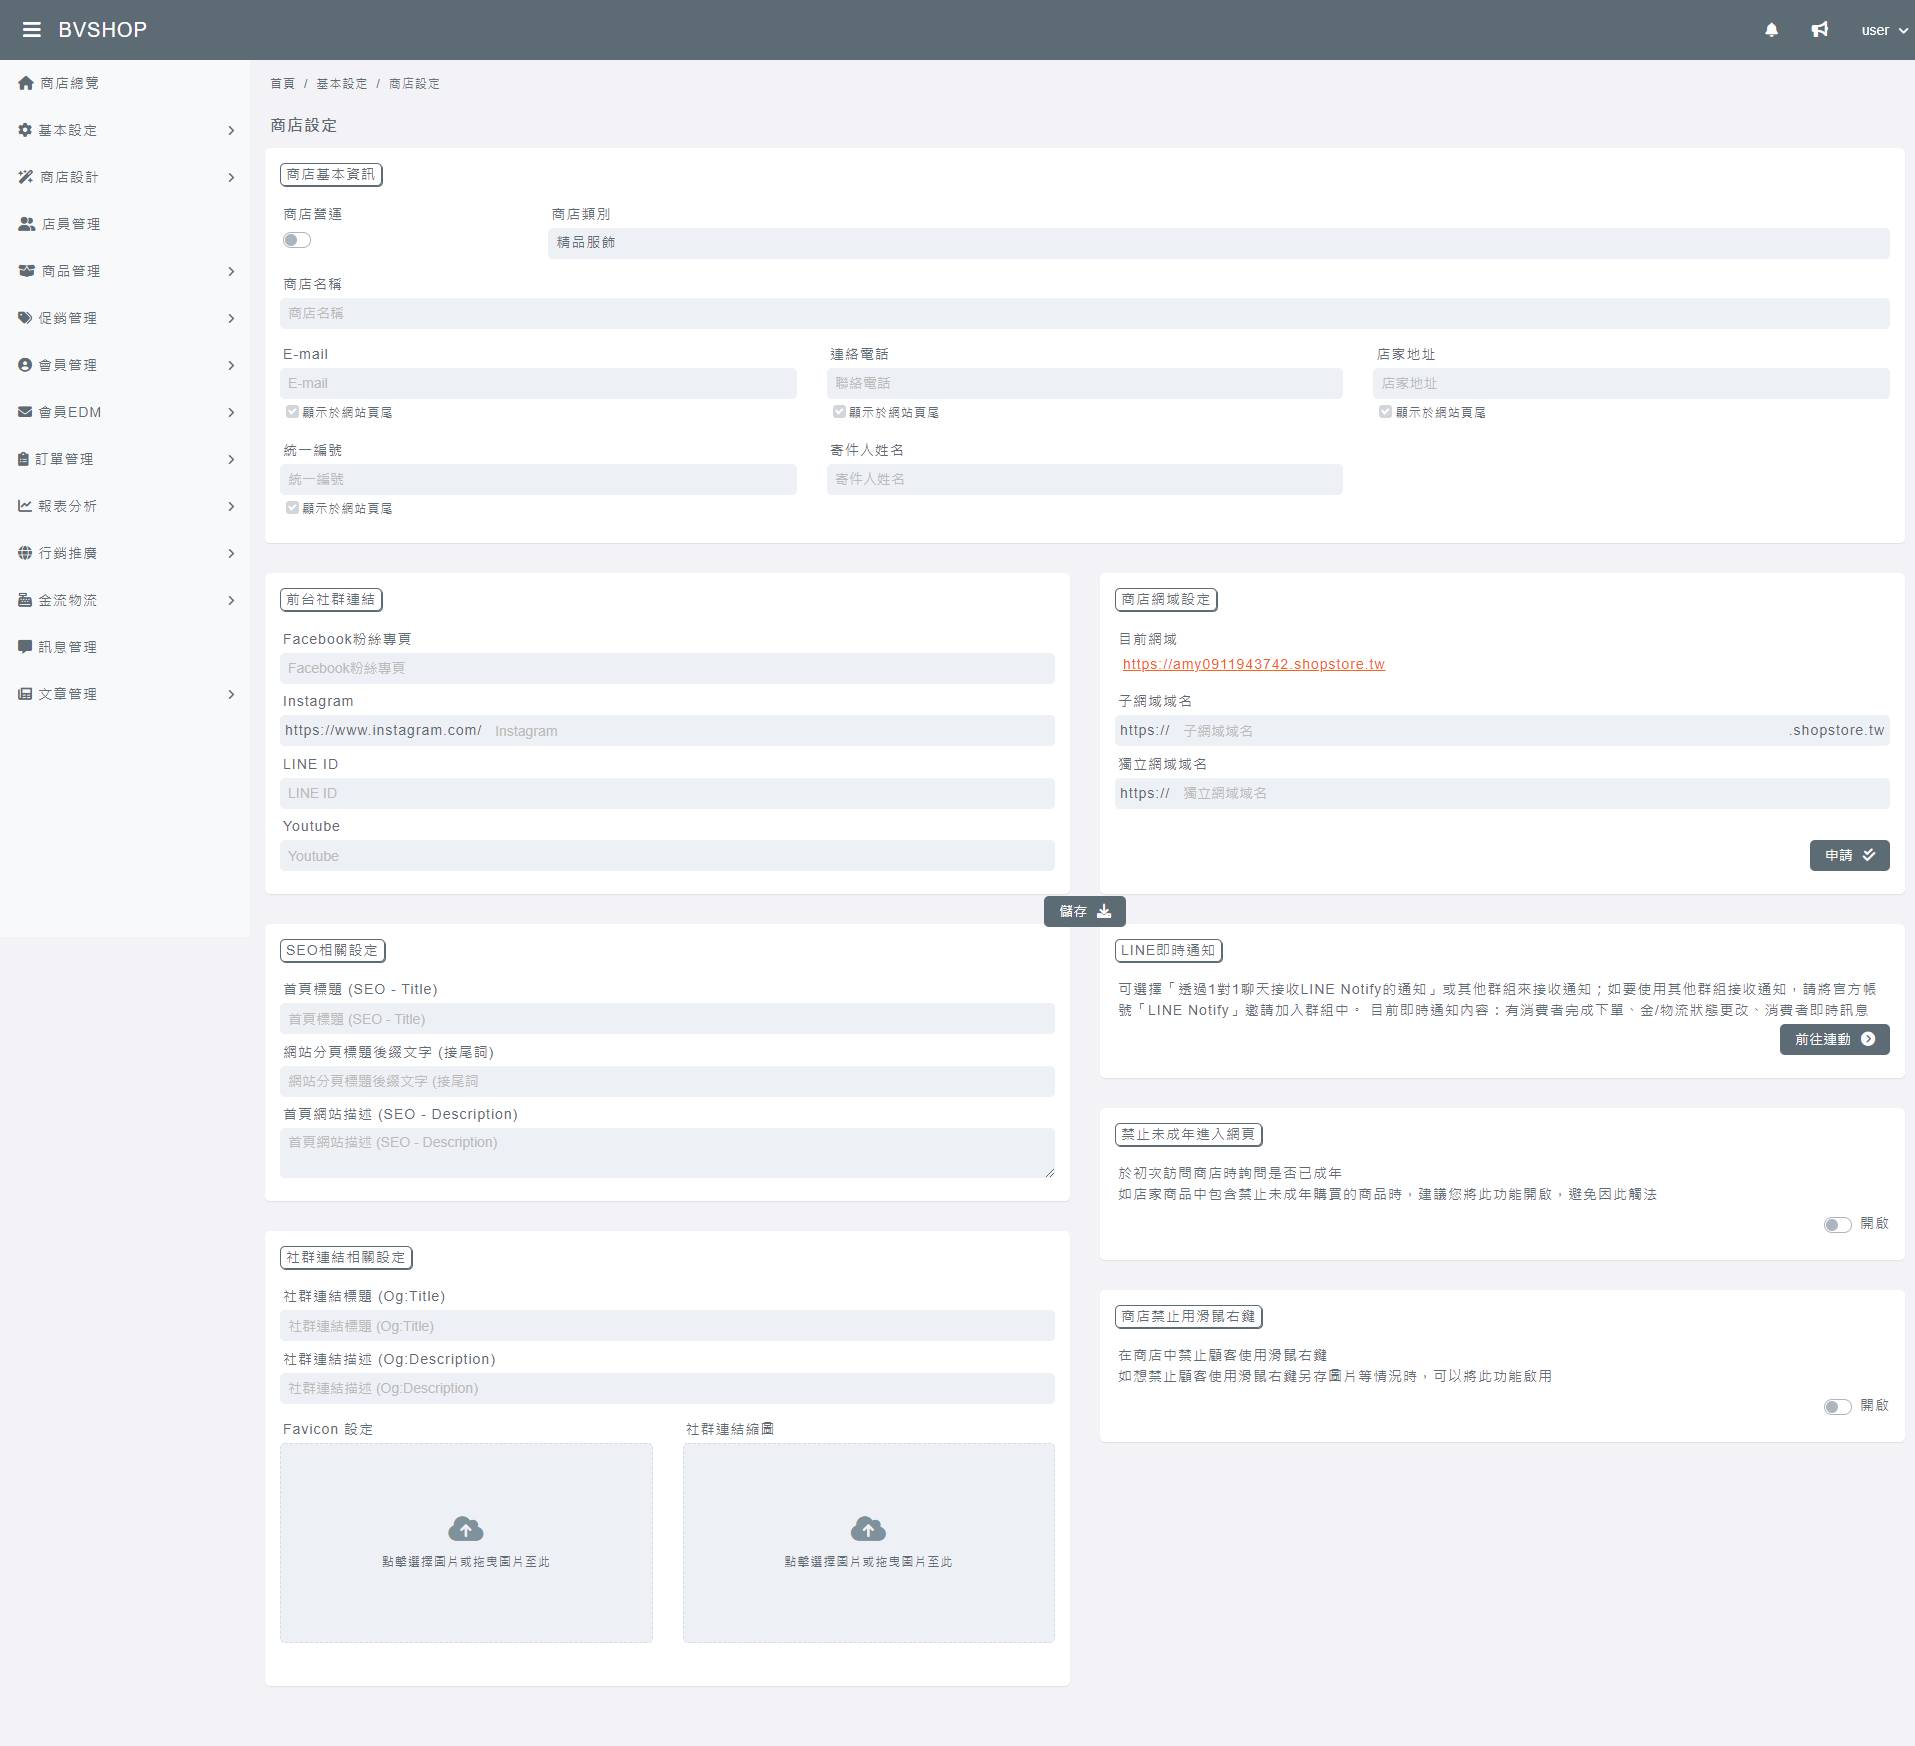 BVSHOP
user
商店總覽
基本設定
商店設計
店員管理
商品管理
促銷管理
會員管理
會員EDM
訂單管理
報表分析
行銷推廣
金流物流
訊息管理
文章管理
首頁 / 基本設定 / 商店設定
商店設定
商店基本資訊
商店營運
商店類別
精品服飾
商店名稱
商店名稱
E-mail
E-mail
顯示於網站頁尾
連絡電話
聯絡電話
顯示於網站頁尾
店家地址
店家地址
顯示於網站頁尾
統一編號
統一編號
顯示於網站頁尾
寄件人姓名
寄件人姓名
前台社群連結
Facebook粉絲專頁
Facebook粉絲專頁
Instagram
https://www.instagram.com/ Instagram
LINE ID
LINE ID
Youtube
Youtube
商店網域設定
目前網域
https://amy0911943742.shopstore.tw
子網域域名
https:// 子網域域名 .shopstore.tw
獨立網域域名
https:// 獨立網域域名
申請
儲存
SEO相關設定
首頁標題 (SEO - Title)
首頁標題 (SEO - Title)
網站分頁標題後綴文字 (接尾詞)
網站分頁標題後綴文字 (接尾詞
首頁網站描述 (SEO - Description)
首頁網站描述 (SEO - Description)
LINE即時通知
可選擇「透過1對1聊天接收LINE Notify的通知」或其他群組來接收通知；如要使用其他群組接收通知，請將官方帳
號「LINE Notify」邀請加入群組中。 目前即時通知內容：有消費者完成下單、金/物流狀態更改、消費者即時訊息
前往連動
禁止未成年進入網頁
於初次訪問商店時詢問是否已成年
如店家商品中包含禁止未成年購買的商品時，建議您將此功能開啟，避免因此觸法
開啟
社群連結相關設定
社群連結標題 (Og:Title)
社群連結標題 (Og:Title)
社群連結描述 (Og:Description)
社群連結描述 (Og:Description)
Favicon 設定
點擊選擇圖片或拖曳圖片至此
社群連結縮圖
點擊選擇圖片或拖曳圖片至此
商店禁止用滑鼠右鍵
在商店中禁止顧客使用滑鼠右鍵
如想禁止顧客使用滑鼠右鍵另存圖片等情況時，可以將此功能啟用
開啟